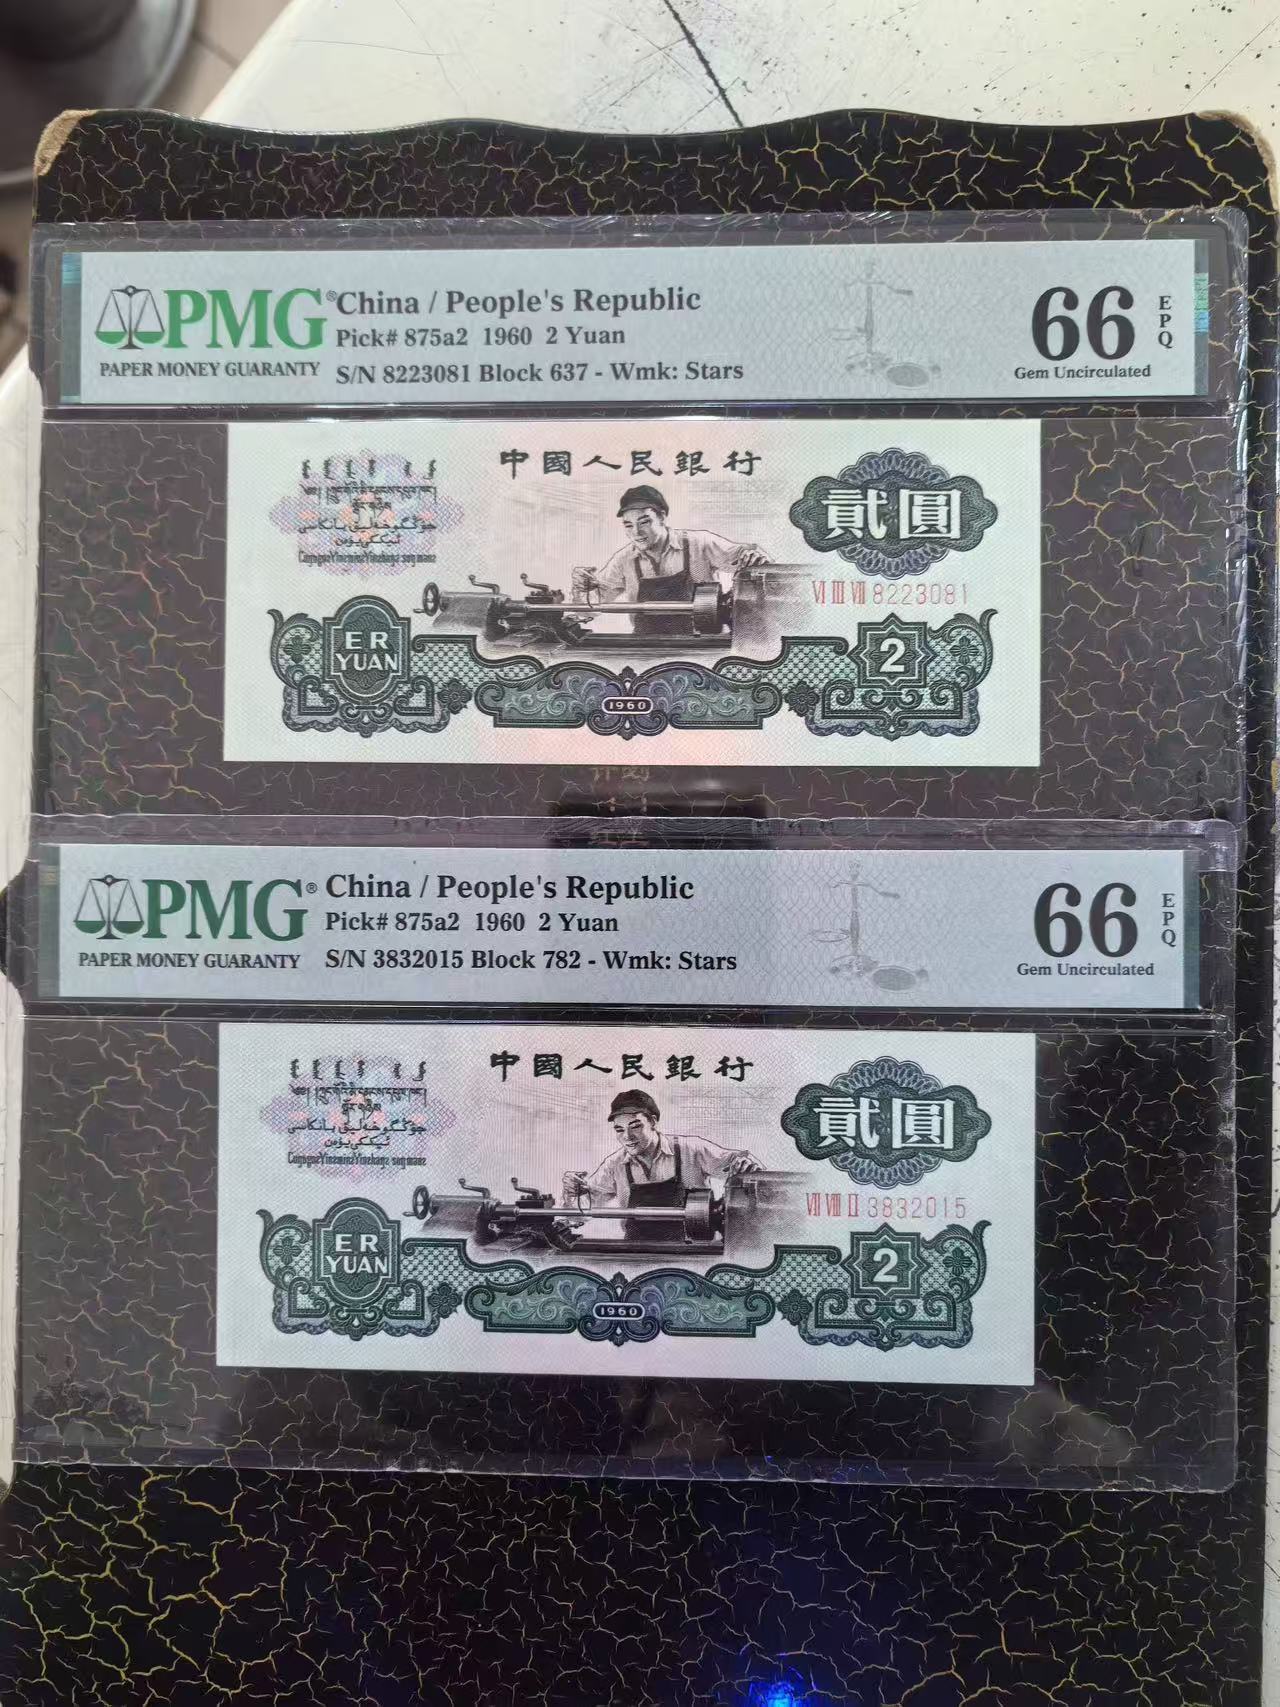 PMG® China / People's Republic
PAPER MONEY GUARANTY
Pick# 875a2 1960 2 Yuan
S/N 8223081 Block 637 - Wmk: Stars
66 EPQ
Gem Uncirculated
中國人民銀行
貳圓
VI III VII 8223081
ER
YUAN
2
1960
PMG® China / People's Republic
PAPER MONEY GUARANTY
Pick# 875a2 1960 2 Yuan
S/N 3832015 Block 782 - Wmk: Stars
66 EPQ
Gem Uncirculated
中國人民銀行
貳圓
VII VIII II 3832015
ER
YUAN
2
1960